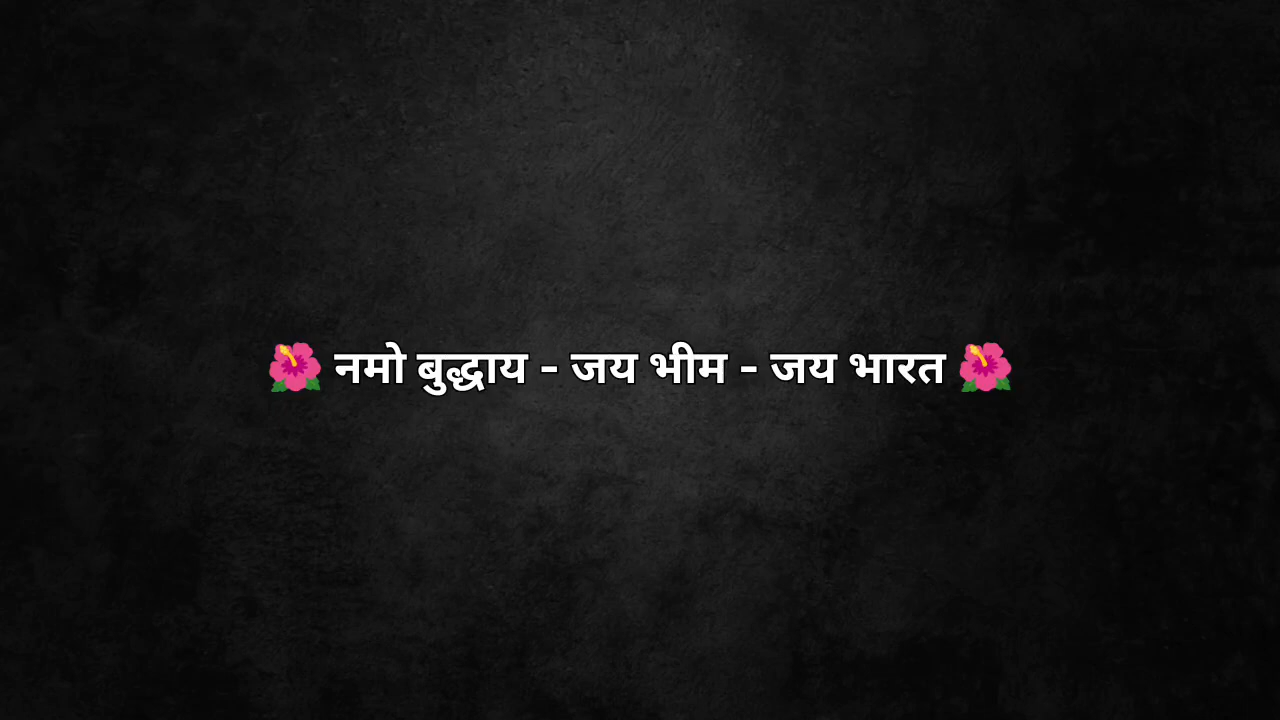 🌺 नमो बुद्धाय - जय भीम - जय भारत 🌺